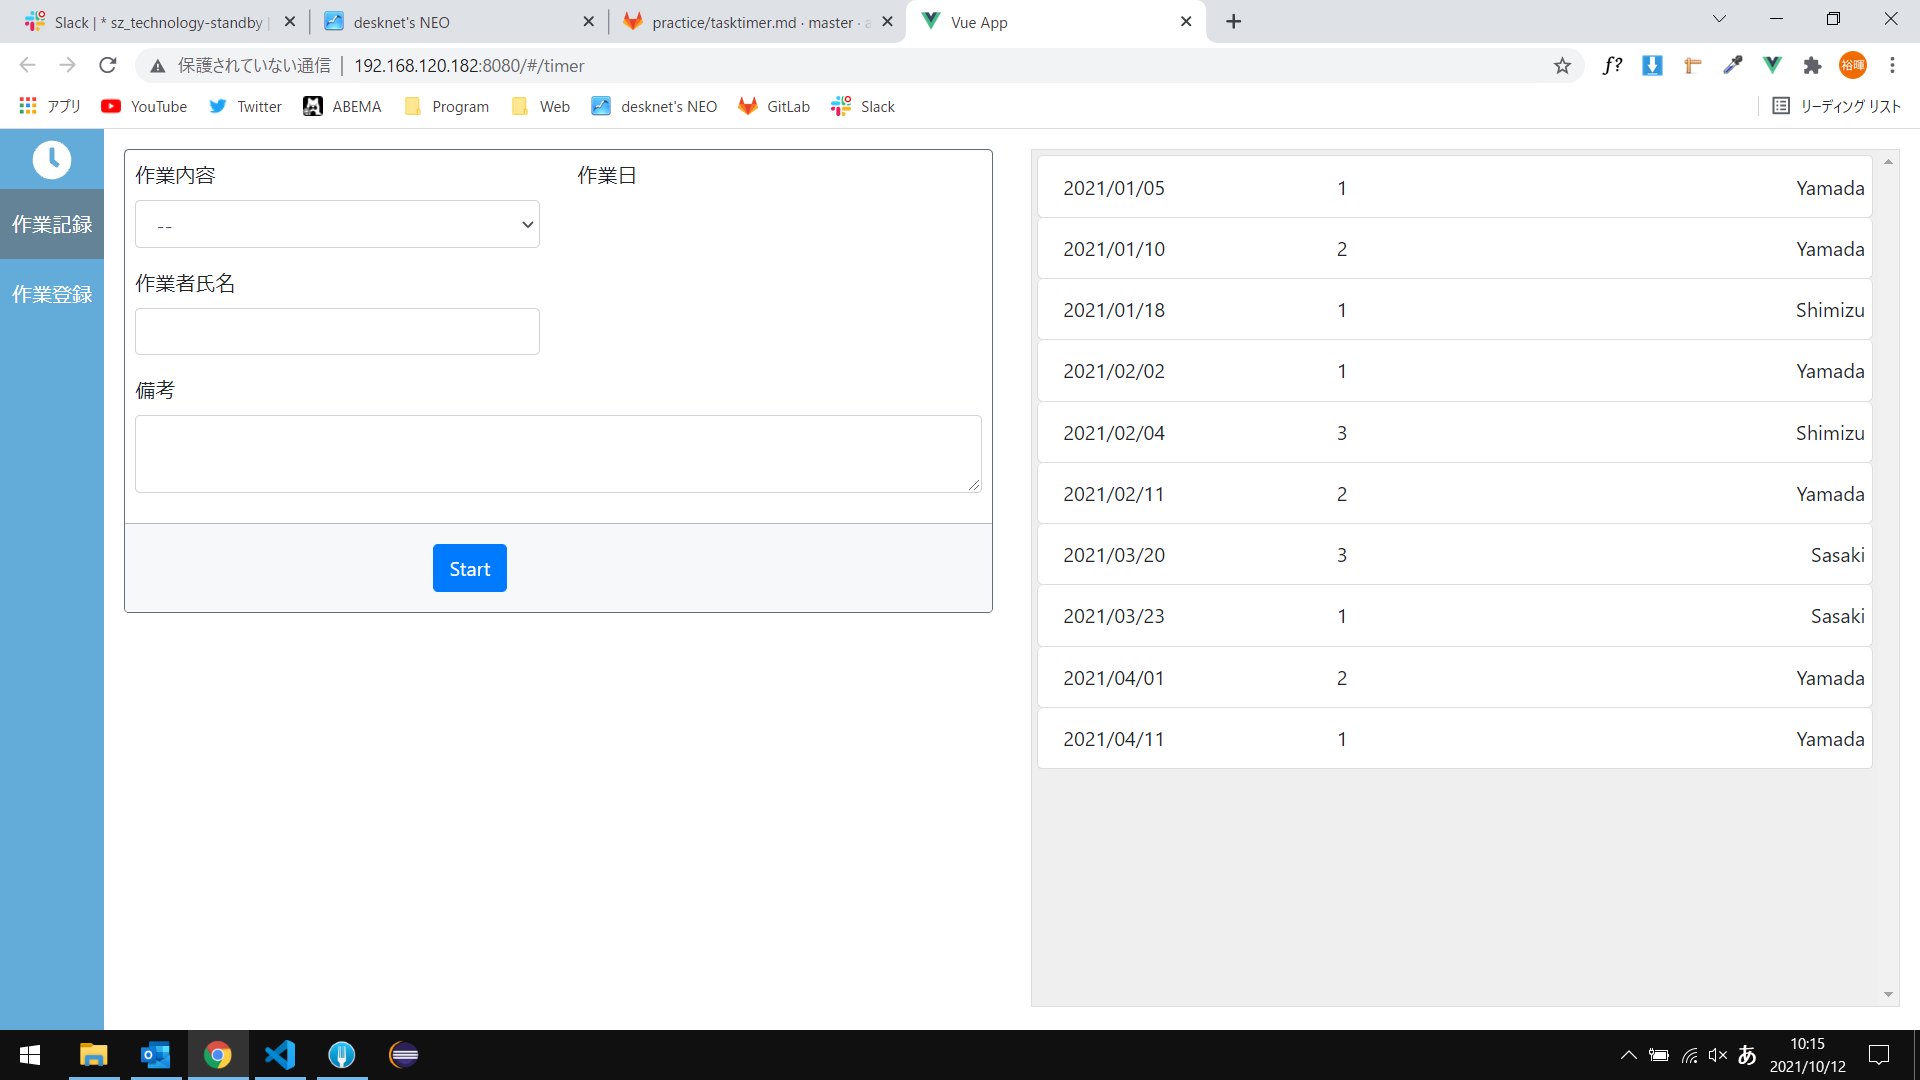 Slack | * sz_technology-standby |
desknet's NEO
practice/tasktimer.md · master ·
Vue App
保護されていない通信
192.168.120.182:8080/#/timer
f?
裕暉
アプリ
YouTube
Twitter
ABEMA
Program
Web
desknet's NEO
GitLab
Slack
リーディング リスト
作業記録
作業登録
作業内容
作業日
--
作業者氏名
備考
Start
2021/01/05 1 Yamada
2021/01/10 2 Yamada
2021/01/18 1 Shimizu
2021/02/02 1 Yamada
2021/02/04 3 Shimizu
2021/02/11 2 Yamada
2021/03/20 3 Sasaki
2021/03/23 1 Sasaki
2021/04/01 2 Yamada
2021/04/11 1 Yamada
あ
10:15
2021/10/12